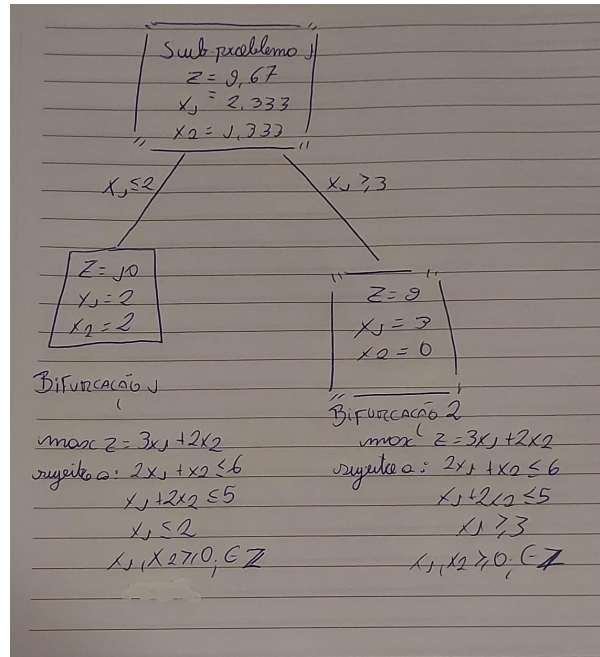 Sub problema 1
Z = 9,67
x1 = 2.333
x2 = 1,333
x1 ≤ 2
x1 ≥ 3
Z = 10
x1 = 2
x2 = 2
Z = 9
x1 = 3
x2 = 0
Bifurcação 1
max z = 3x1 + 2x2
sujeito a: 2x1 + x2 ≤ 6
x1 + 2x2 ≤ 5
x1 ≤ 2
x1, x2 ≥ 0; ∈ Z
Bifurcação 2
max z = 3x1 + 2x2
sujeito a: 2x1 + x2 ≤ 6
x1 + 2x2 ≤ 5
x1 ≥ 3
x1, x2 ≥ 0; ∈ Z